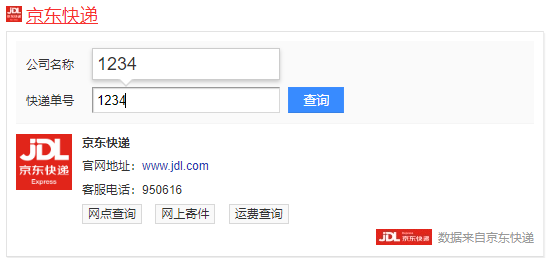 JDL 京东快递
公司名称 1234
快递单号 1234 查询
JDL
京东快递
Express
京东快递
官网地址：www.jdl.com
客服电话：950616
网点查询 网上寄件 运费查询
JDL 京东快递 数据来自京东快递